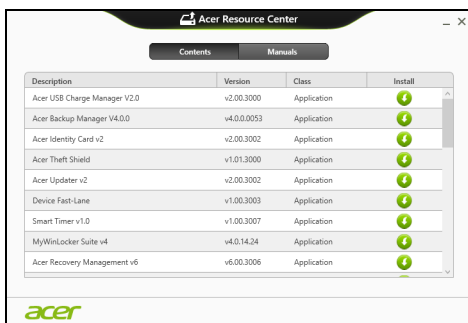 Acer Resource Center
Contents Manuals
Description Version Class Install
Acer USB Charge Manager V2.0 v2.00.3000 Application
Acer Backup Manager V4.0.0 v4.0.0.0053 Application
Acer Identity Card v2 v2.00.3002 Application
Acer Theft Shield v1.01.3000 Application
Acer Updater v2 v2.00.3002 Application
Device Fast-Lane v1.00.3003 Application
Smart Timer v1.0 v1.00.3007 Application
MyWinLocker Suite v4 v4.0.14.24 Application
Acer Recovery Management v6 v6.00.3006 Application
acer